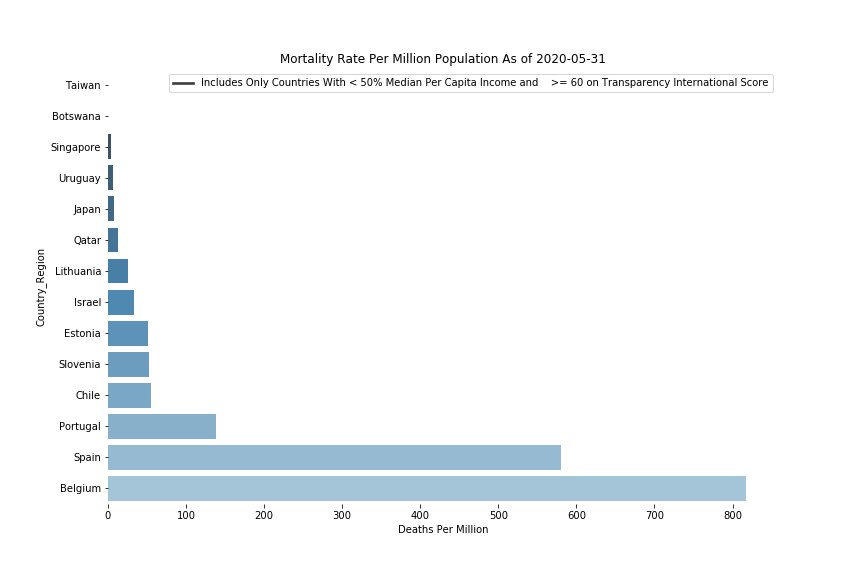 Mortality Rate Per Million Population As of 2020-05-31
Includes Only Countries With < 50% Median Per Capita Income and    >= 60 on Transparency International Score
Country_Region
Taiwan
Botswana
Singapore
Uruguay
Japan
Qatar
Lithuania
Israel
Estonia
Slovenia
Chile
Portugal
Spain
Belgium
0 100 200 300 400 500 600 700 800
Deaths Per Million